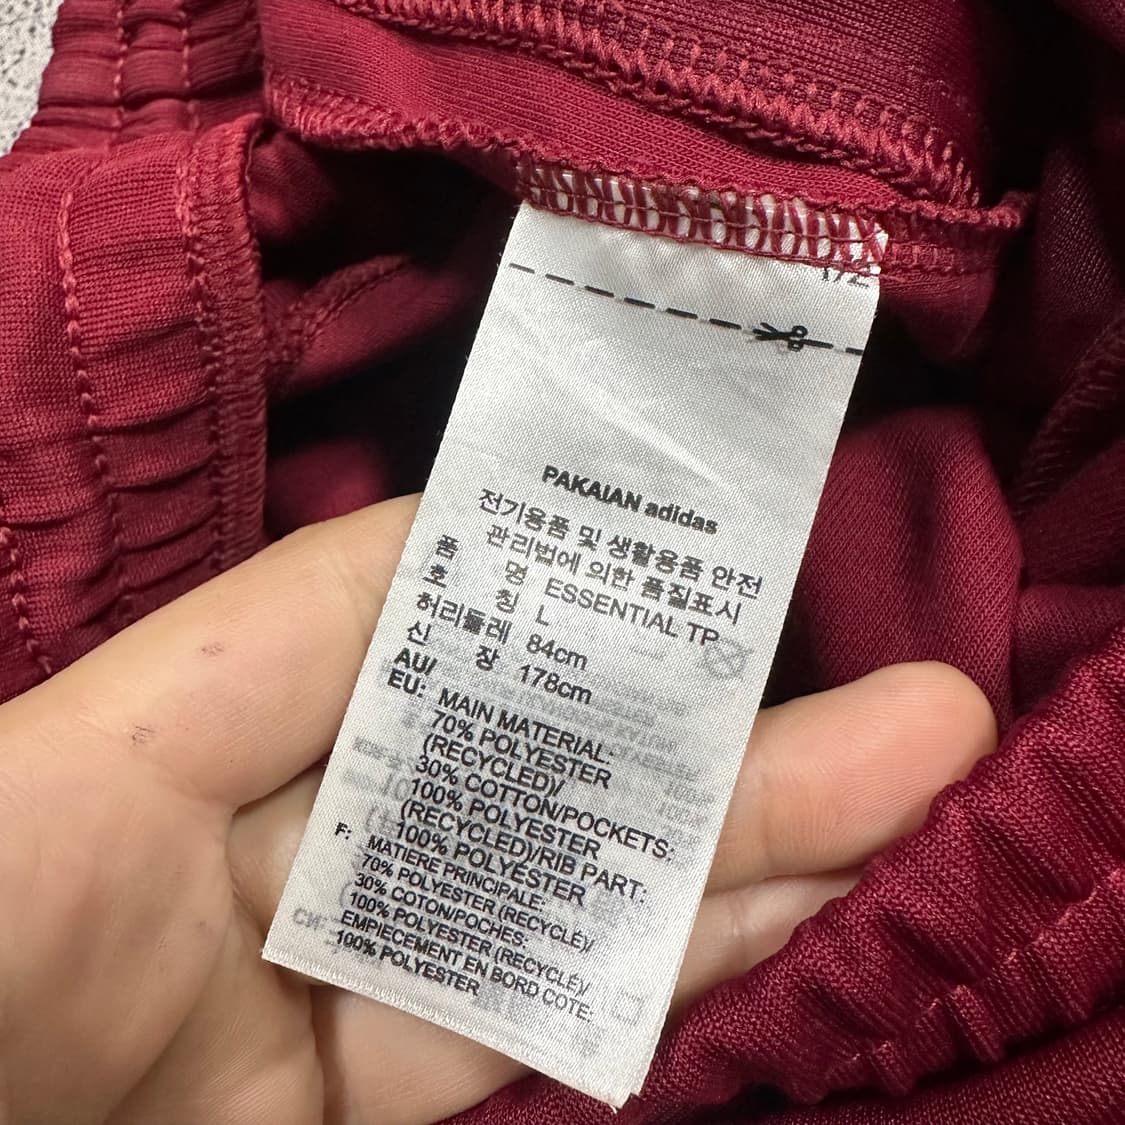 1/2
PAKAIAN adidas
전기용품 및 생활용품 안전
관리법에 의한 품질표시
품 명 ESSENTIAL TP
호 칭 L
허리둘레 84cm
신 장 178cm
AU/
EU: MAIN MATERIAL:
70% POLYESTER
(RECYCLED)/
30% COTTON/POCKETS:
100% POLYESTER
(RECYCLED)/RIB PART:
100% POLYESTER
F: MATIERE PRINCIPALE:
70% POLYESTER (RECYCLÉ)/
30% COTON/POCHES:
100% POLYESTER (RECYCLÉ)/
EMPIECEMENT EN BORD COTE:
100% POLYESTER